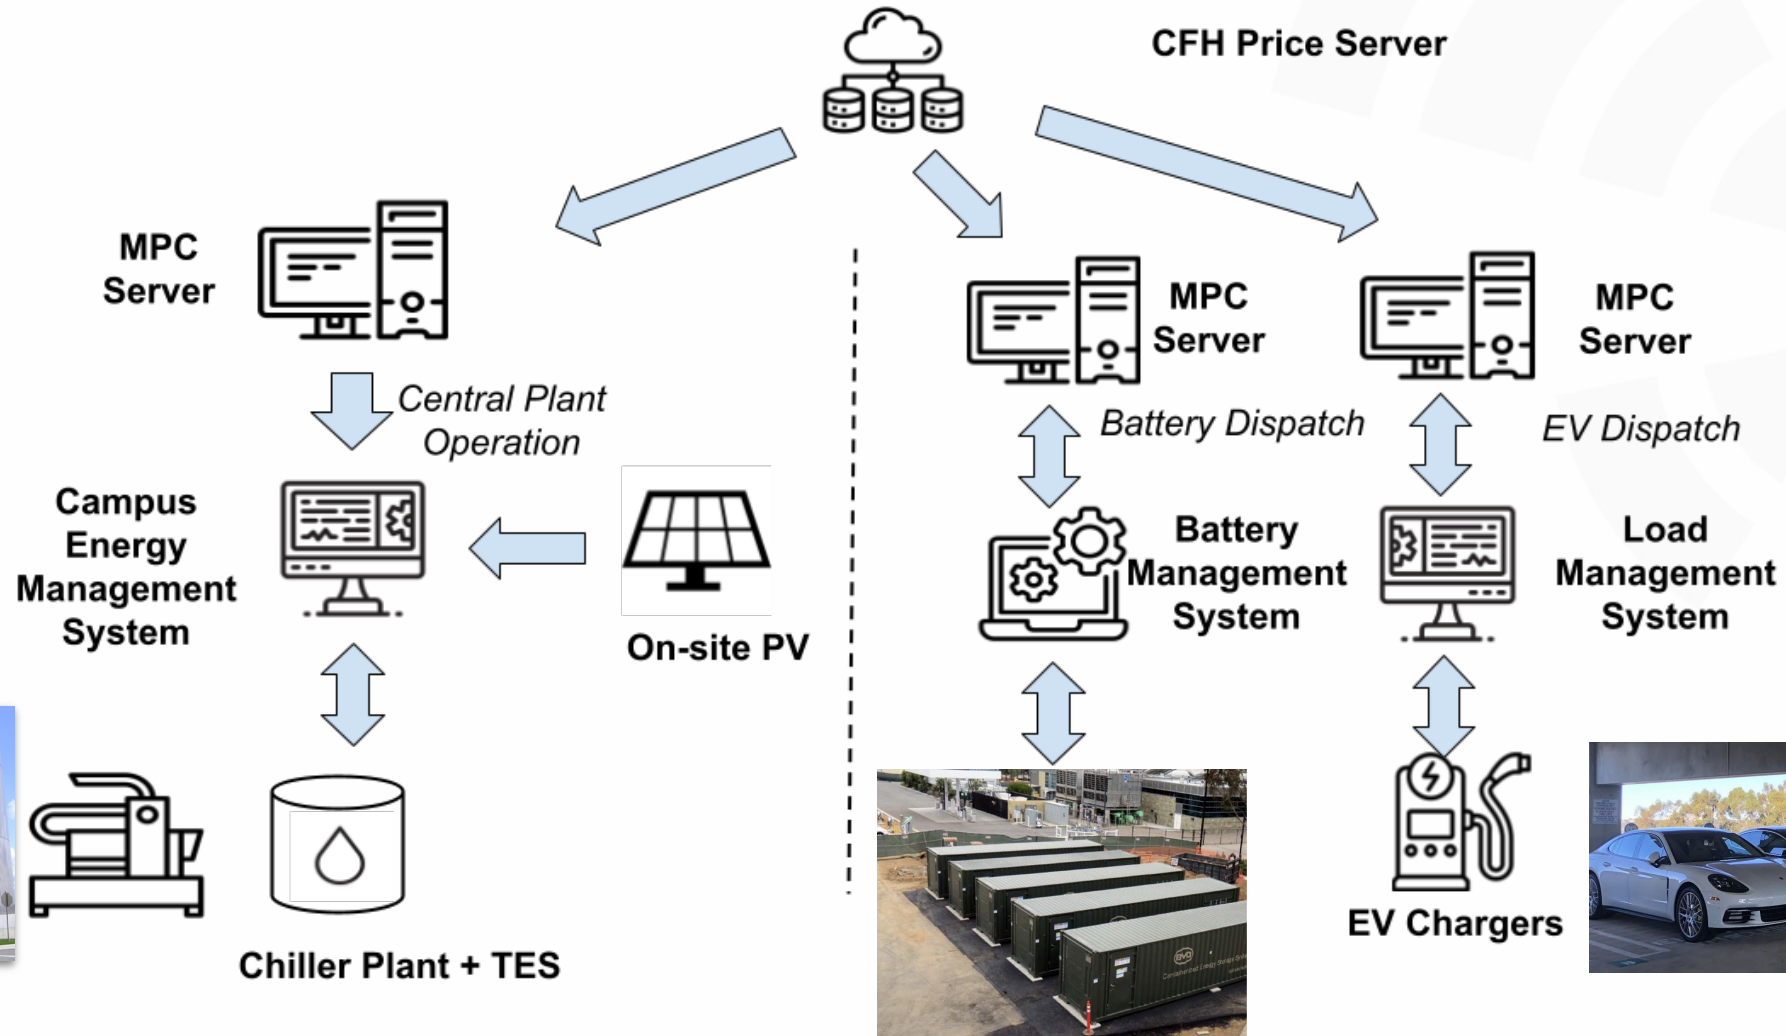 CFH Price Server
MPC
Server
Central Plant
Operation
Campus
Energy
Management
System
On-site PV
Chiller Plant + TES
MPC
Server
Battery Dispatch
Battery
Management
System
BYD
MPC
Server
EV Dispatch
Load
Management
System
EV Chargers